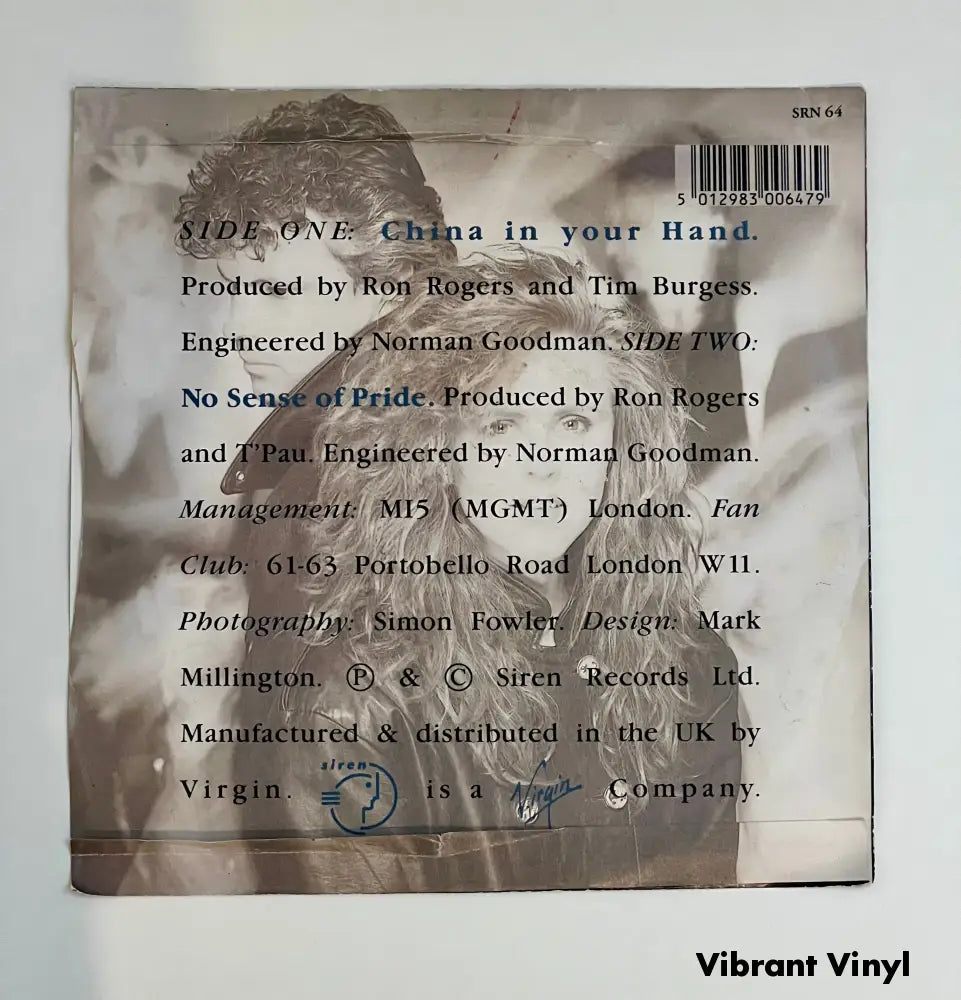 SRN 64
5 012983 006479
SIDE ONE: China in your Hand.
Produced by Ron Rogers and Tim Burgess.
Engineered by Norman Goodman. SIDE TWO:
No Sense of Pride. Produced by Ron Rogers
and T'Pau. Engineered by Norman Goodman.
Management: MI5 (MGMT) London. Fan
Club: 61-63 Portobello Road London W11.
Photography: Simon Fowler. Design: Mark
Millington. Ⓟ & © Siren Records Ltd.
Manufactured & distributed in the UK by
Virgin. siren is a Virgin Company.
Vibrant Vinyl